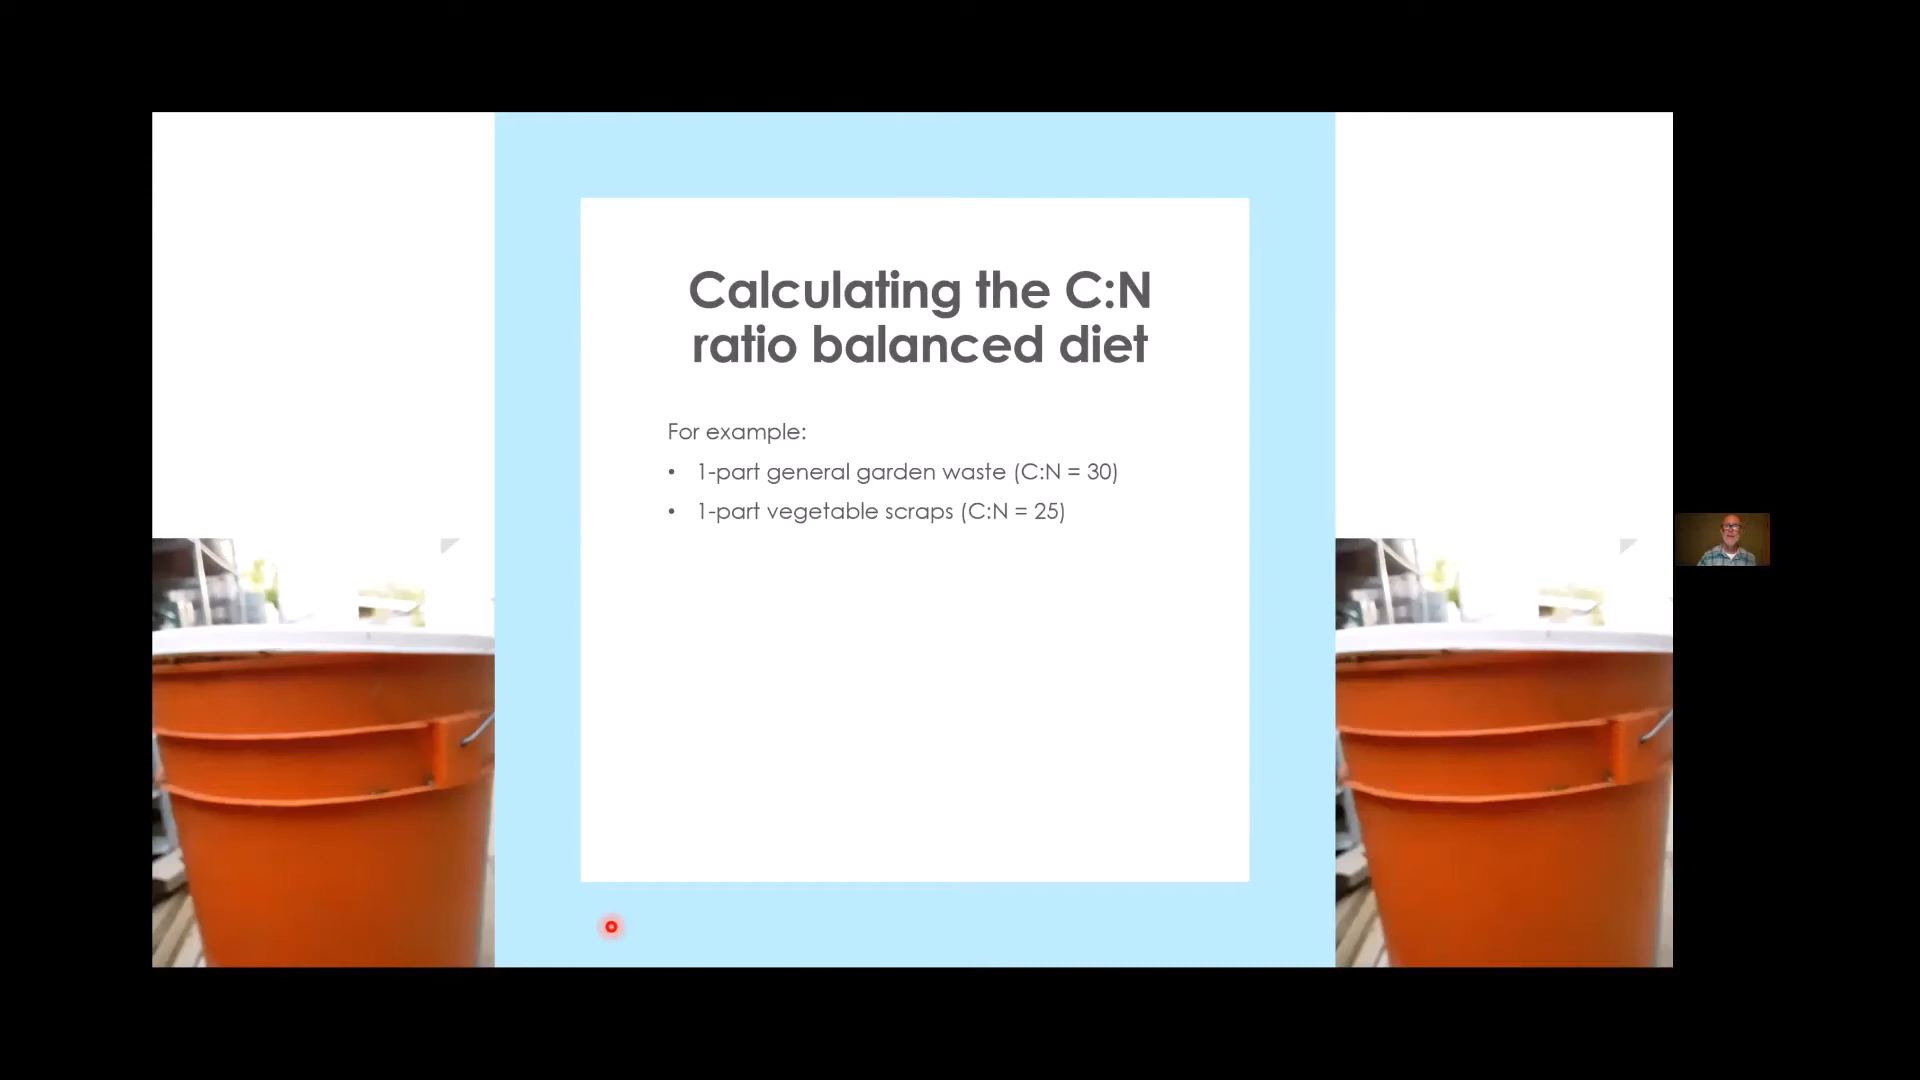 Calculating the C:N
ratio balanced diet
For example:
• 1-part general garden waste (C:N = 30)
• 1-part vegetable scraps (C:N = 25)